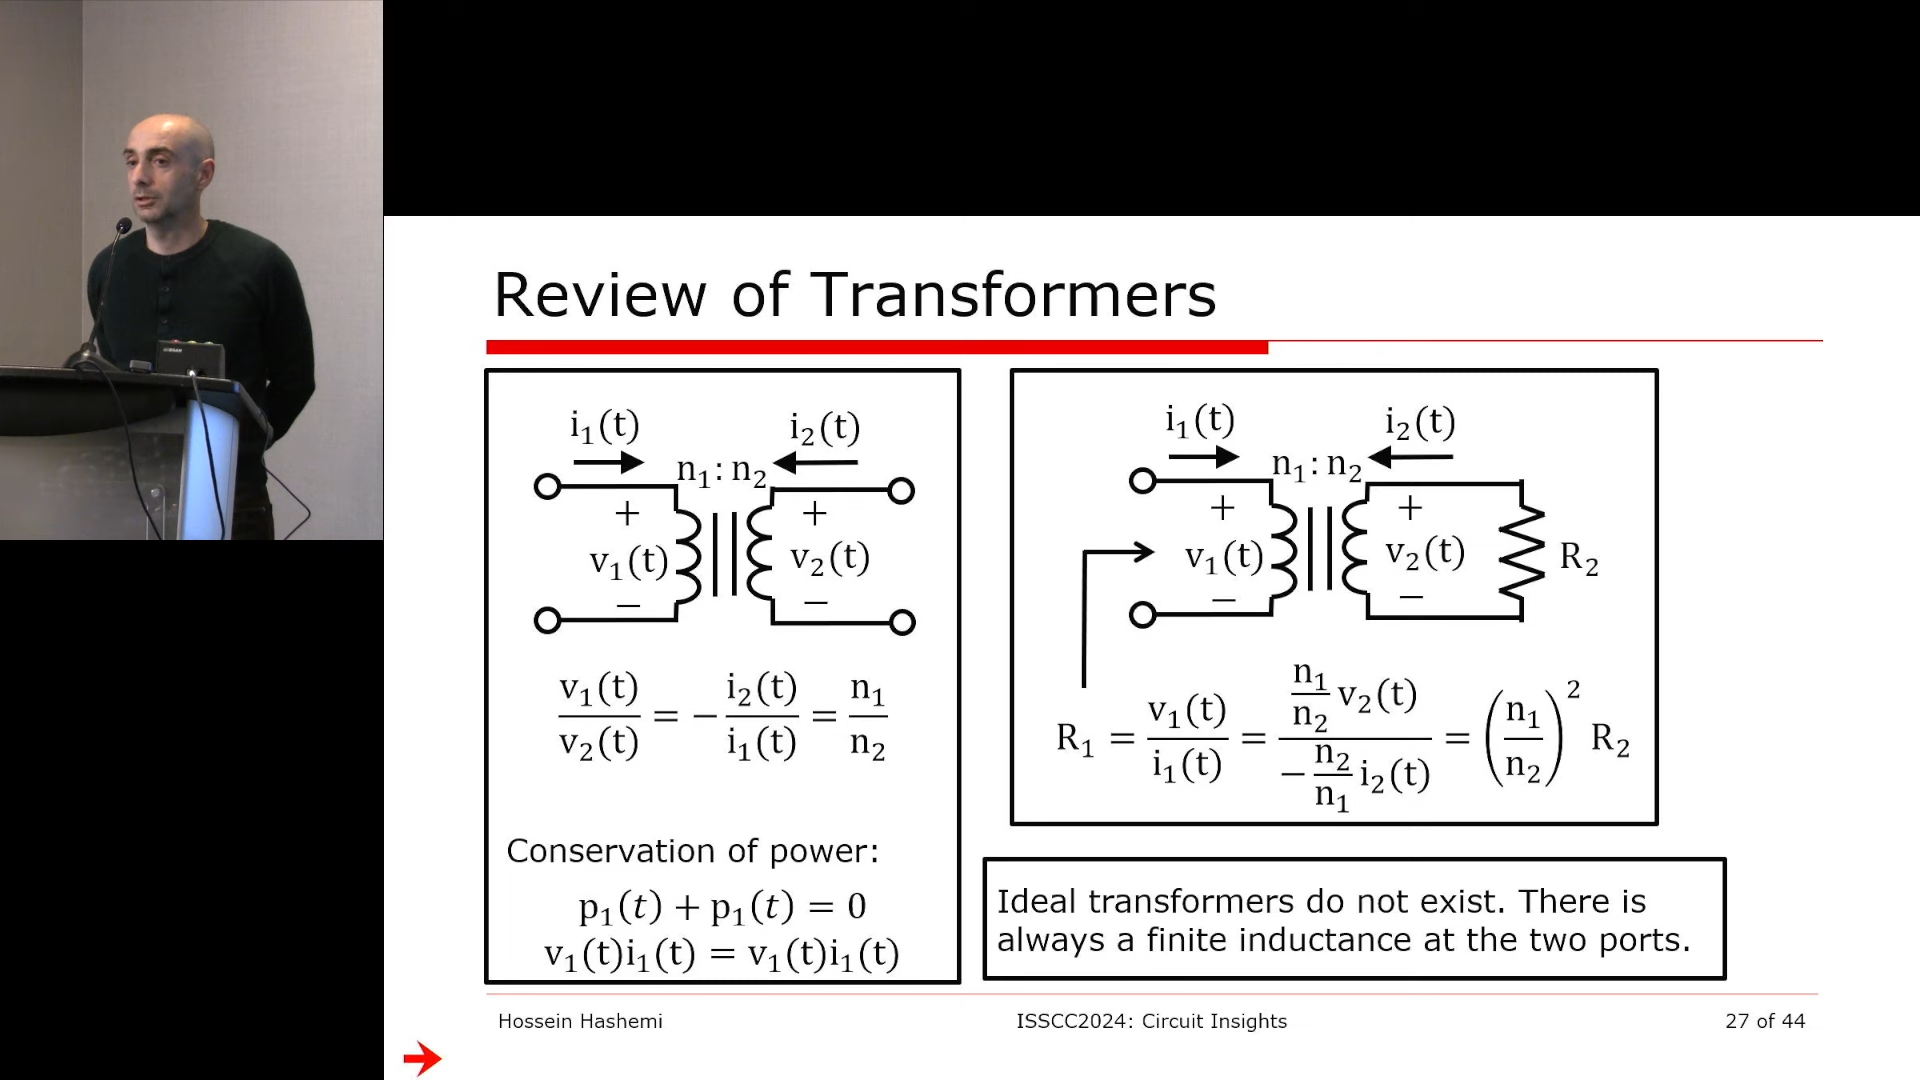 Review of Transformers
i₁(t)
i₂(t)
n₁:n₂
+
+
v₁(t)
v₂(t)
−
−
v₁(t)/v₂(t) = −i₂(t)/i₁(t) = n₁/n₂
Conservation of power:
p₁(t) + p₁(t) = 0
v₁(t)i₁(t) = v₁(t)i₁(t)
i₁(t)
i₂(t)
n₁:n₂
+
+
v₁(t)
v₂(t)
R₂
−
−
R₁ = v₁(t)/i₁(t) = (n₁/n₂ v₂(t))/(−n₂/n₁ i₂(t)) = (n₁/n₂)² R₂
Ideal transformers do not exist. There is
always a finite inductance at the two ports.
Hossein Hashemi
ISSCC2024: Circuit Insights
27 of 44